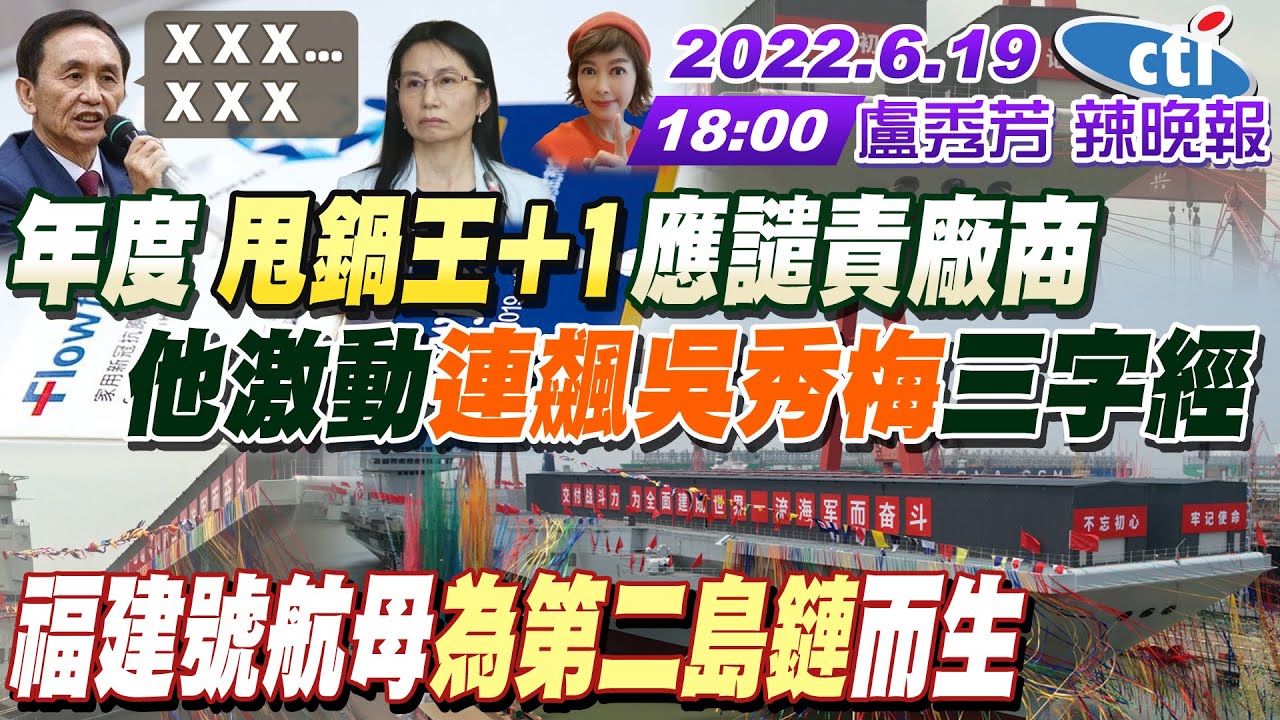 XXX...
XXX
2022.6.19
cti
18:00 盧秀芳 辣晚報
年度 甩鍋王+1 應譴責廠商
他激動連飆吳秀梅三字經
Flow
家用新冠抗
交付战斗力 为全面建成世界一流海军而奋斗
不忘初心 牢记使命
福建號航母為第二島鏈而生